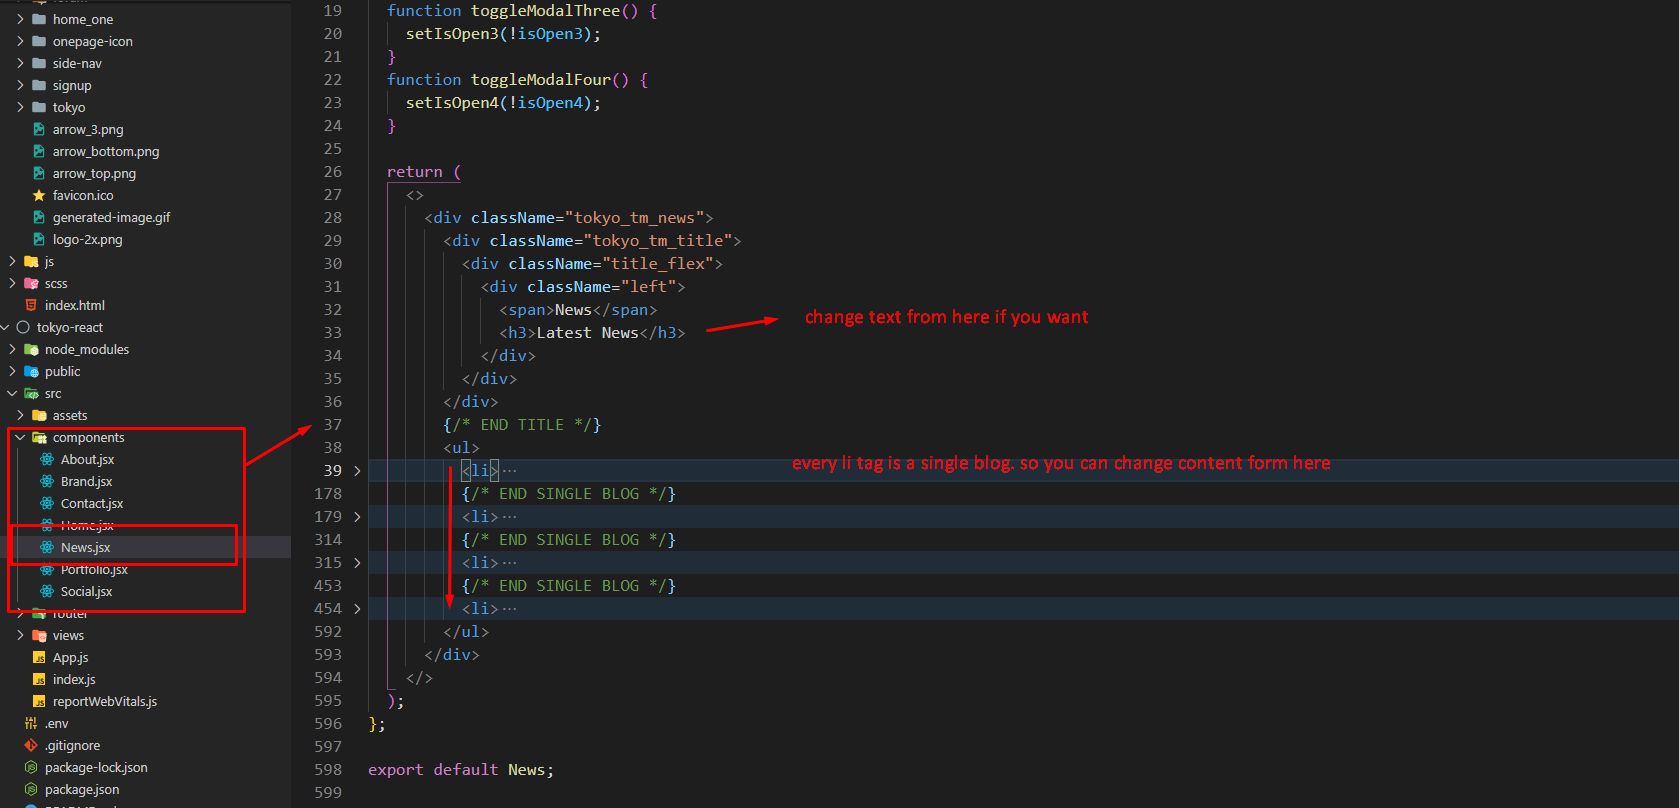 home_one
onepage-icon
side-nav
signup
tokyo
arrow_3.png
arrow_bottom.png
arrow_top.png
favicon.ico
generated-image.gif
logo-2x.png
js
scss
index.html
tokyo-react
node_modules
public
src
assets
components
About.jsx
Brand.jsx
Contact.jsx
Home.jsx
News.jsx
Portfolio.jsx
Social.jsx
router
views
App.js
index.js
reportWebVitals.js
.env
.gitignore
package-lock.json
package.json
19 function toggleModalThree() {
20 setIsOpen3(!isOpen3);
21 }
22 function toggleModalFour() {
23 setIsOpen4(!isOpen4);
24 }
25
26 return (
27 <>
28 <div className="tokyo_tm_news">
29 <div className="tokyo_tm_title">
30 <div className="title_flex">
31 <div className="left">
32 <span>News</span>
33 <h3>Latest News</h3>
change text from here if you want
34 </div>
35 </div>
36 </div>
37 {/* END TITLE */}
38 <ul>
39 <li>···
every li tag is a single blog. so you can change content form here
178 {/* END SINGLE BLOG */}
179 <li>···
314 {/* END SINGLE BLOG */}
315 <li>···
453 {/* END SINGLE BLOG */}
454 <li>···
592 </ul>
593 </div>
594 </>
595 );
596 };
597
598 export default News;
599